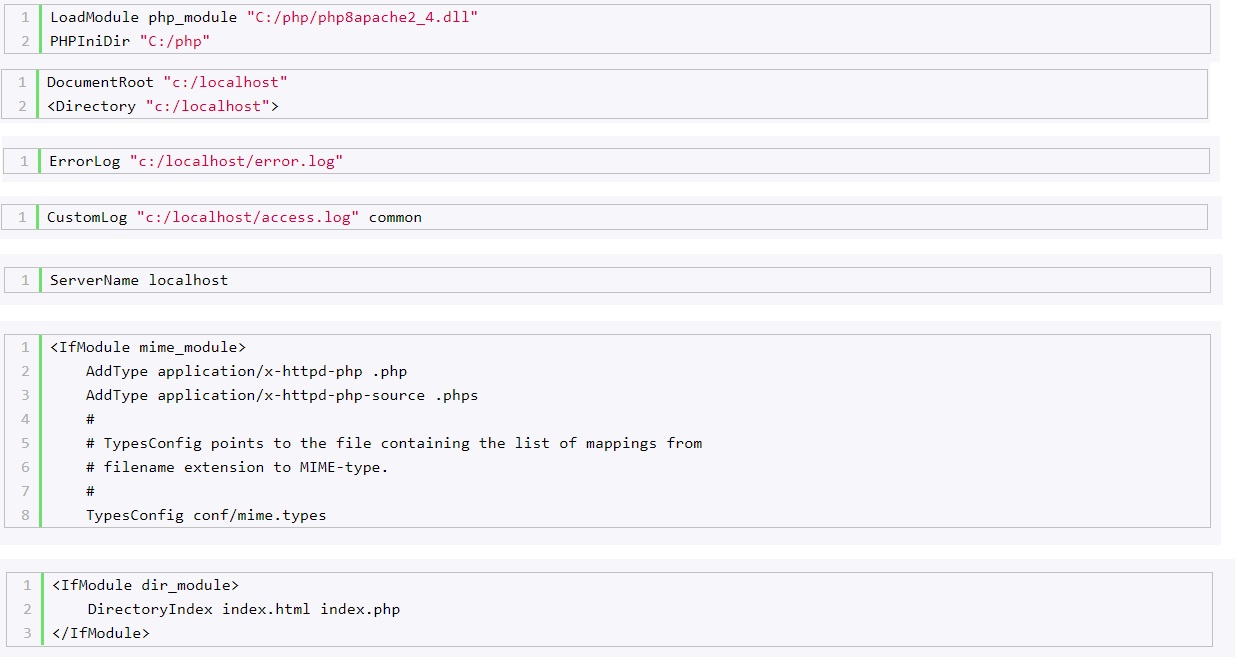 1 LoadModule php_module "C:/php/php8apache2_4.dll"
2 PHPIniDir "C:/php"
1 DocumentRoot "c:/localhost"
2 <Directory "c:/localhost">
1 ErrorLog "c:/localhost/error.log"
1 CustomLog "c:/localhost/access.log" common
1 ServerName localhost
1 <IfModule mime_module>
2     AddType application/x-httpd-php .php
3     AddType application/x-httpd-php-source .phps
4     #
5     # TypesConfig points to the file containing the list of mappings from
6     # filename extension to MIME-type.
7     #
8     TypesConfig conf/mime.types
1 <IfModule dir_module>
2     DirectoryIndex index.html index.php
3 </IfModule>